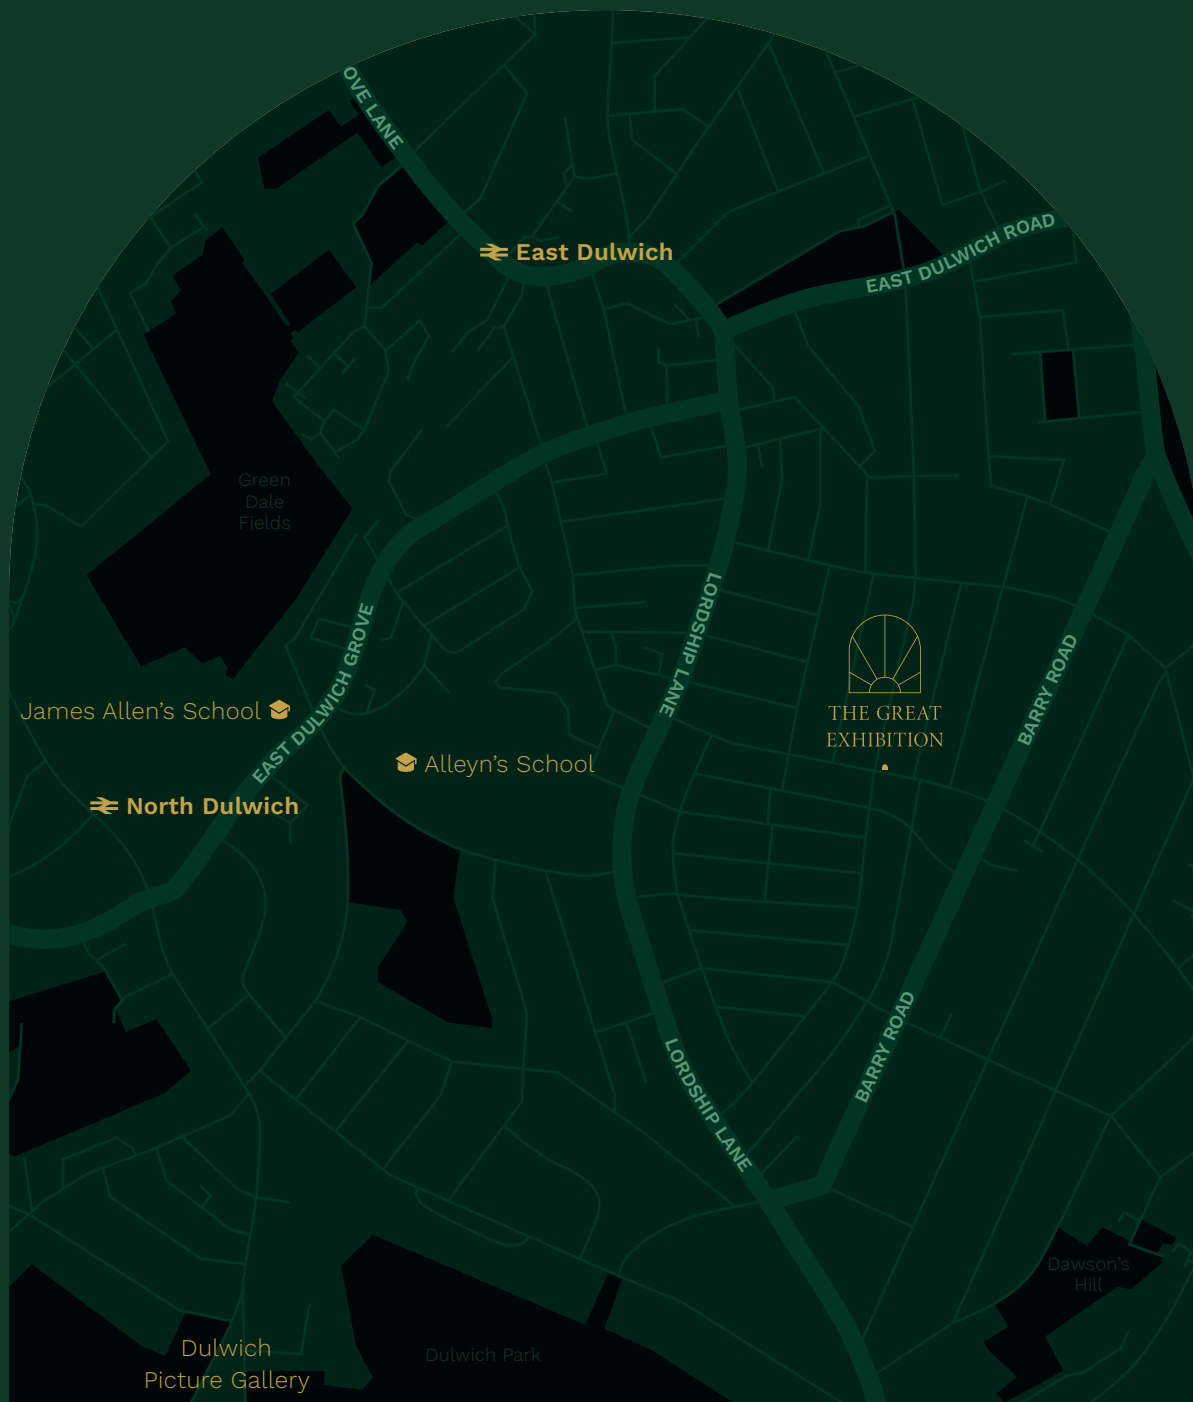 OVE LANE
EAST DULWICH ROAD
East Dulwich
Green
Dale
Fields
LORDSHIP LANE
EAST DULWICH GROVE
BARRY ROAD
James Allen’s School
THE GREAT
EXHIBITION
Alleyn’s School
North Dulwich
BARRY ROAD
LORDSHIP LANE
Dawson’s
Hill
Dulwich
Picture Gallery
Dulwich Park